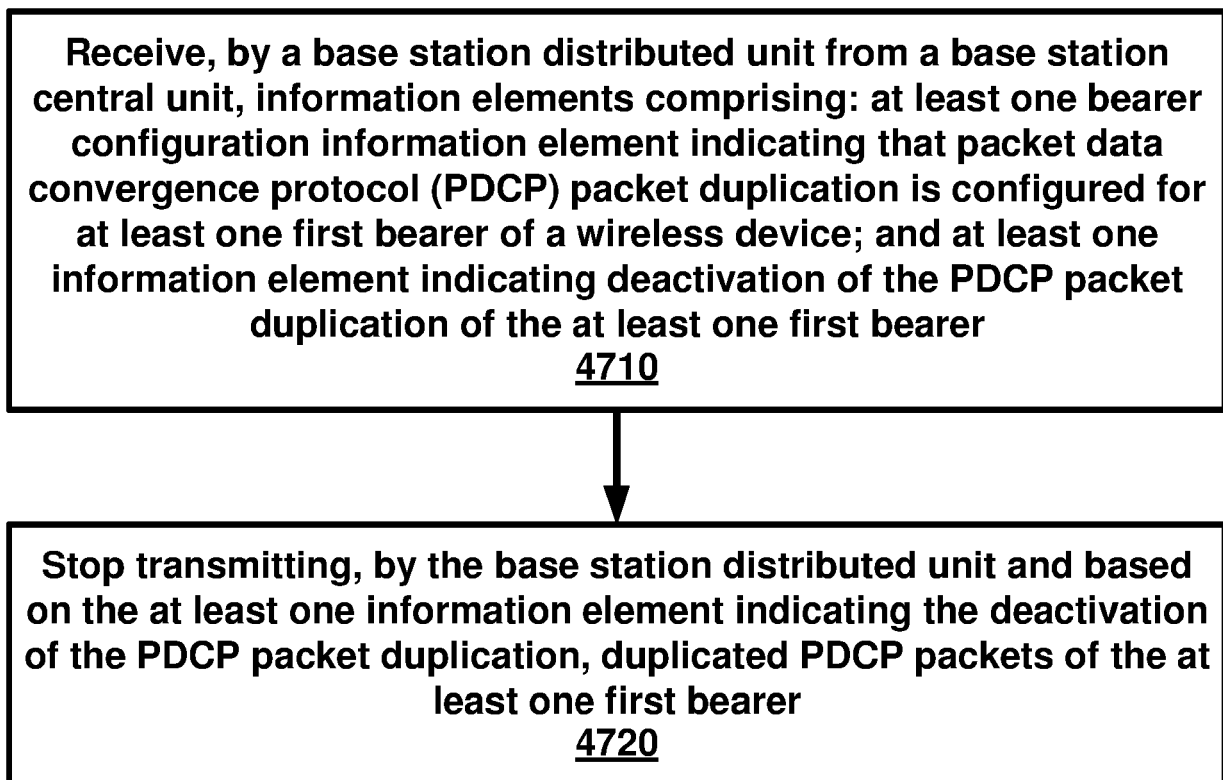 Receive, by a base station distributed unit from a base station
central unit, information elements comprising: at least one bearer
configuration information element indicating that packet data
convergence protocol (PDCP) packet duplication is configured for
at least one first bearer of a wireless device; and at least one
information element indicating deactivation of the PDCP packet
duplication of the at least one first bearer
4710
Stop transmitting, by the base station distributed unit and based
on the at least one information element indicating the deactivation
of the PDCP packet duplication, duplicated PDCP packets of the at
least one first bearer
4720